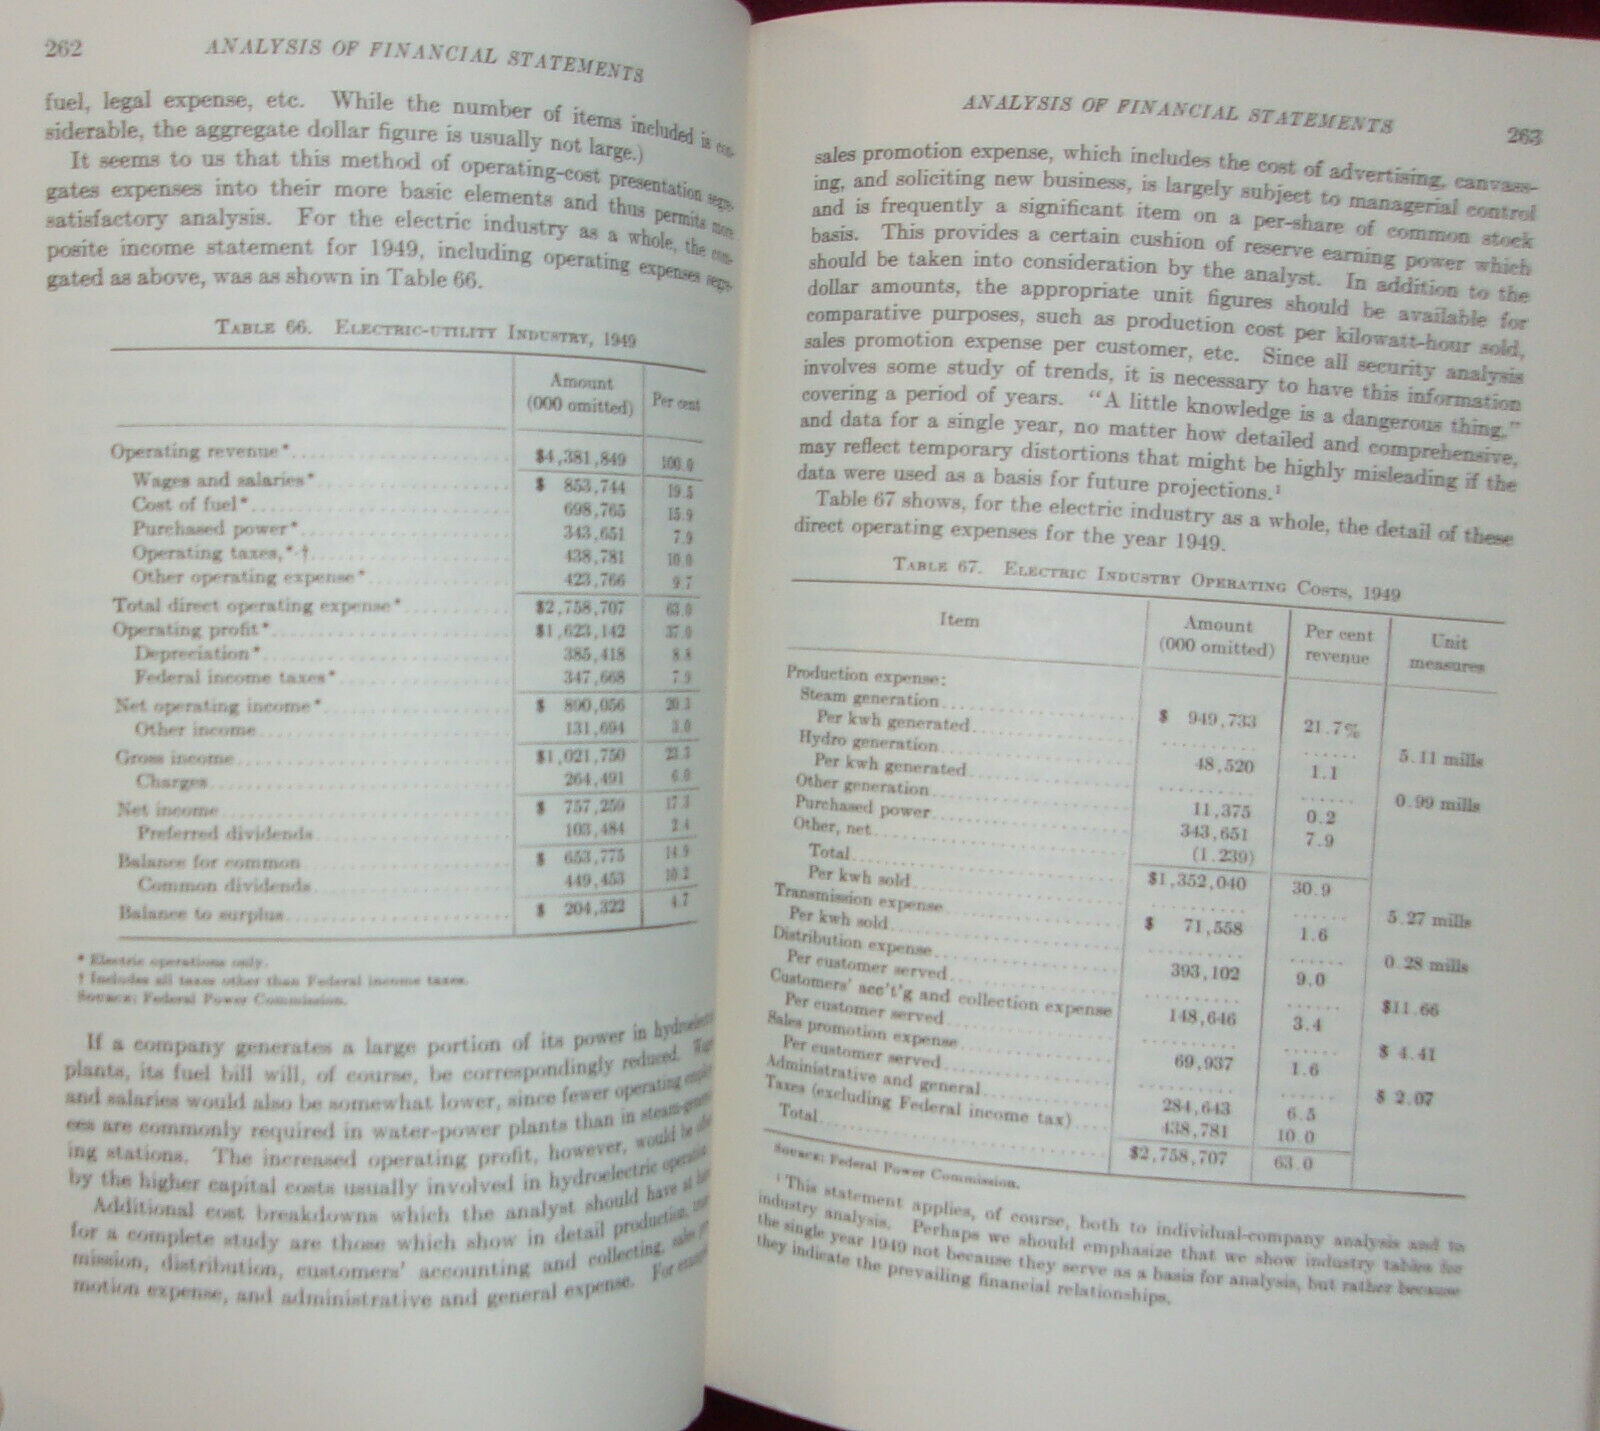 262
ANALYSIS OF FINANCIAL STATEMENTS
fuel, legal expense, etc. While the number of items included is con-
siderable, the aggregate dollar figure is usually not large.)
It seems to us that this method of operating-cost presentation segre-
gates expenses into their more basic elements and thus permits more
satisfactory analysis. For the electric industry as a whole, the com-
posite income statement for 1949, including operating expenses segre-
gated as above, was as shown in Table 66.
TABLE 66. ELECTRIC-UTILITY INDUSTRY, 1949
Amount (000 omitted) Per cent
Operating revenue* $4,381,849 100.0
Wages and salaries* $ 853,744 19.5
Cost of fuel* 698,765 15.9
Purchased power* 343,651 7.9
Operating taxes,*† 438,781 10.0
Other operating expense* 423,766 9.7
Total direct operating expense* $2,758,707 63.0
Operating profit* $1,623,142 37.0
Depreciation* 385,418 8.8
Federal income taxes* 347,668 7.9
Net operating income* $ 890,056 20.3
Other income 131,694 3.0
Gross income $1,021,750 23.3
Charges 264,491 6.0
Net income $ 757,259 17.3
Preferred dividends 103,484 2.4
Balance for common $ 653,775 14.9
Common dividends 449,453 10.2
Balance to surplus $ 204,322 4.7
* Electric operations only.
† Includes all taxes other than Federal income taxes.
SOURCE: Federal Power Commission.
If a company generates a large portion of its power in hydroelectric
plants, its fuel bill will, of course, be correspondingly reduced. Wages
and salaries would also be somewhat lower, since fewer operating
are commonly required in water-power plants than in
ing stations. The increased operating profit, however, would be
by the higher capital costs usually involved in hydroelectric
Additional cost breakdowns which the analyst should have at
for a complete study are those which show in detail production,
mission, distribution, customers' accounting and collecting, sales pro-
motion expense, and administrative and general expense. For
ANALYSIS OF FINANCIAL STATEMENTS
263
sales promotion expense, which includes the cost of advertising, canvass-
ing, and soliciting new business, is largely subject to managerial control
and is frequently a significant item on a per-share of common stock
basis. This provides a certain cushion of reserve earning power which
should be taken into consideration by the analyst. In addition to the
dollar amounts, the appropriate unit figures should be available for
comparative purposes, such as production cost per kilowatt-hour sold,
sales promotion expense per customer, etc. Since all security analysis
involves some study of trends, it is necessary to have this information
covering a period of years. "A little knowledge is a dangerous thing,"
and data for a single year, no matter how detailed and comprehensive,
may reflect temporary distortions that might be highly misleading if the
data were used as a basis for future projections.¹
Table 67 shows, for the electric industry as a whole, the detail of these
direct operating expenses for the year 1949.
TABLE 67. ELECTRIC INDUSTRY OPERATING COSTS, 1949
Item Amount (000 omitted) Per cent revenue Unit measures
Production expense:
Steam generation $ 949,733 21.7%
Per kwh generated 5.11 mills
Hydro generation 48,520 1.1
Per kwh generated 0.99 mills
Other generation 11,375 0.2
Purchased power 343,651 7.9
Other, net (1.239)
Total $1,352,040 30.9
Per kwh sold 5.27 mills
Transmission expense $ 71,558 1.6
Per kwh sold 0.28 mills
Distribution expense 393,102 9.0
Per customer served $11.66
Customers' acc't'g and collection expense 148,646 3.4
Per customer served $ 4.41
Sales promotion expense 69,937 1.6
Per customer served $ 2.07
Administrative and general 284,643 6.5
Taxes (excluding Federal income tax) 438,781 10.0
Total $2,758,707 63.0
SOURCE: Federal Power Commission.
¹ This statement applies, of course, both to individual-company analysis and to
industry analysis. Perhaps we should emphasize that we show industry tables for
the single year 1949 not because they serve as a basis for analysis, but rather because
they indicate the prevailing financial relationships.